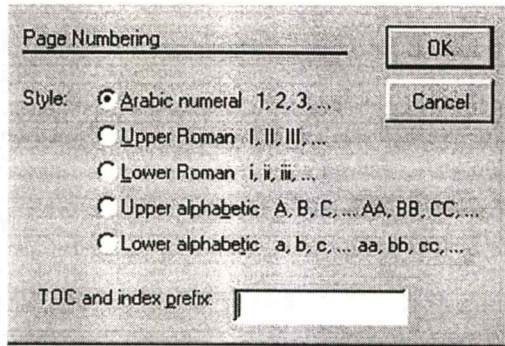 Page Numbering
OK
Style:
Arabic numeral 1, 2, 3, ...
Cancel
Upper Roman I, II, III, ...
Lower Roman i, ii, iii, ...
Upper alphabetic A, B, C, ... AA, BB, CC, ...
Lower alphabetic a, b, c, ... aa, bb, cc, ...
TOC and index prefix: